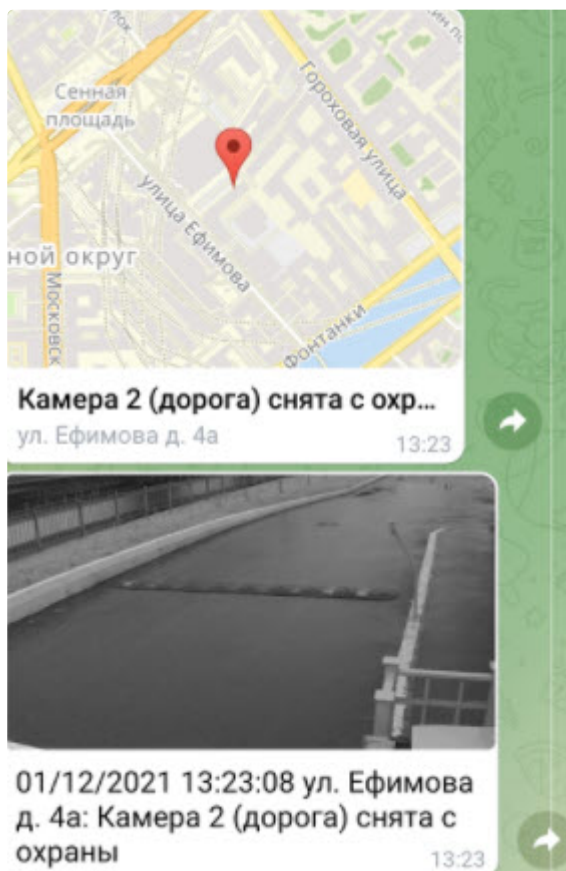 Сенная
площадь
Гороховая улица
улица Ефимова
ной округ
Московск
Фонтанки
Камера 2 (дорога) снята с охр...
ул. Ефимова д. 4а
13:23
01/12/2021 13:23:08 ул. Ефимова
д. 4а: Камера 2 (дорога) снята с
охраны
13:23